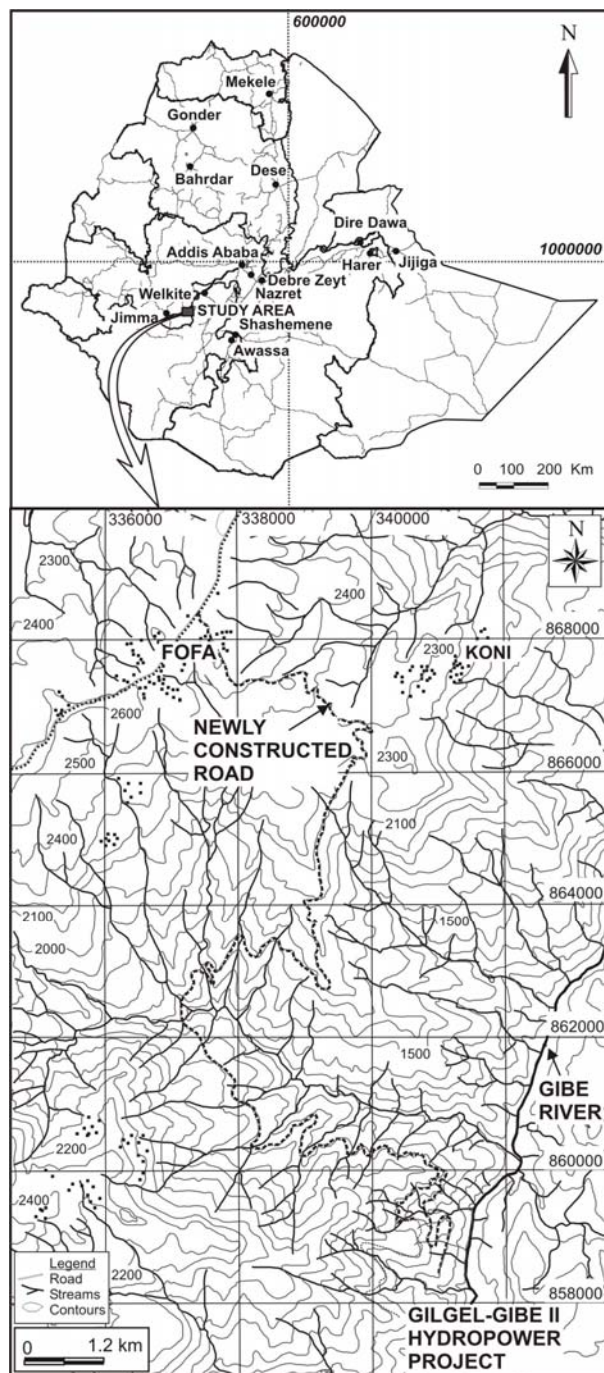 600000
N
Mekele
Gonder
Bahrdar
Dese
Dire Dawa
Addis Ababa
1000000
Harer
Jijiga
Debre Zeyt
Welkite
Nazret
Jimma
STUDY AREA
Shashemene
Awassa
0 100 200 Km
336000
338000
340000
N
2300
2400
2400
868000
FOFA
2300
KONI
2600
NEWLY
CONSTRUCTED
ROAD
2500
2300
866000
2400
2100
2100
1500
864000
2000
862000
1500
GIBE
RIVER
2200
860000
2400
Legend
Road
Streams
Contours
2200
858000
0 1.2 km
GILGEL-GIBE II
HYDROPOWER
PROJECT